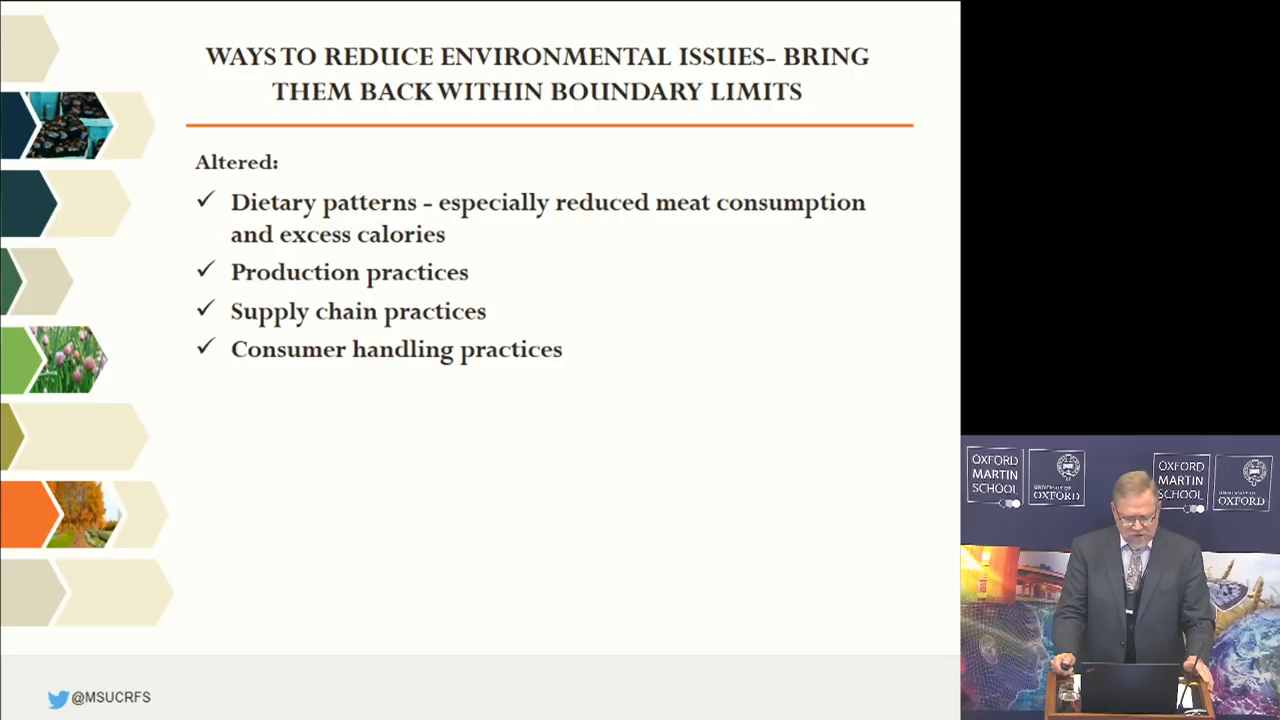 WAYS TO REDUCE ENVIRONMENTAL ISSUES- BRING
THEM BACK WITHIN BOUNDARY LIMITS
Altered:
✓ Dietary patterns - especially reduced meat consumption
and excess calories
✓ Production practices
✓ Supply chain practices
✓ Consumer handling practices
@MSUCRFS
OXFORD
MARTIN
SCHOOL
UNIVERSITY OF
OXFORD
OXFORD
MARTIN
SCHOOL
UNIVERSITY OF
OXFORD